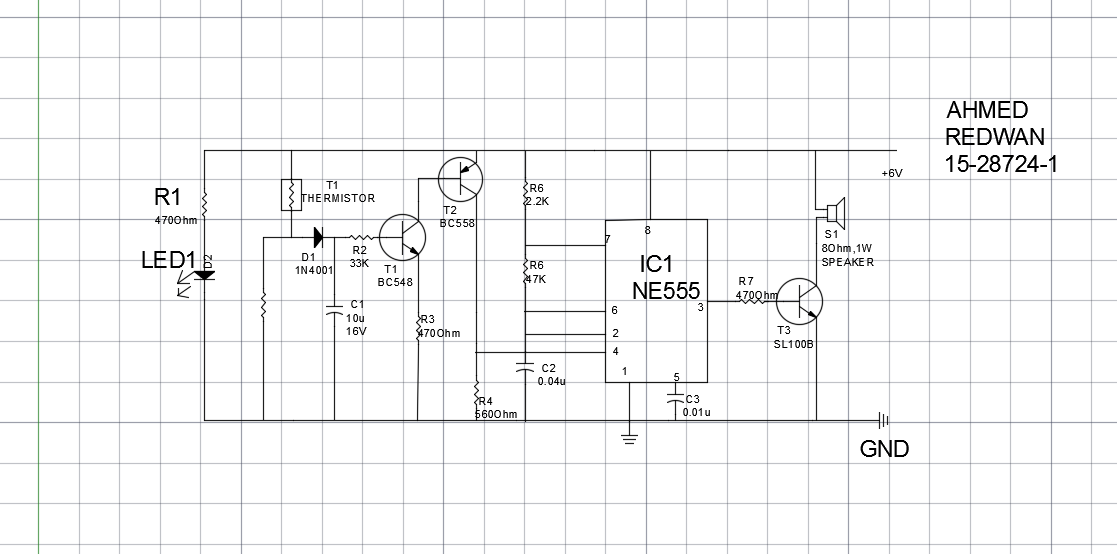 AHMED
REDWAN
15-28724-1
+6V
R1
470Ohm
LED1
D2
T1
THERMISTOR
D1
1N4001
R2
33K
C1
10u
16V
T1
BC548
T2
BC558
R3
470Ohm
R4
560Ohm
R6
2.2K
R6
47K
C2
0.04u
7
8
6
2
4
1
5
3
IC1
NE555
C3
0.01u
R7
470Ohm
T3
SL100B
S1
8Ohm,1W
SPEAKER
GND